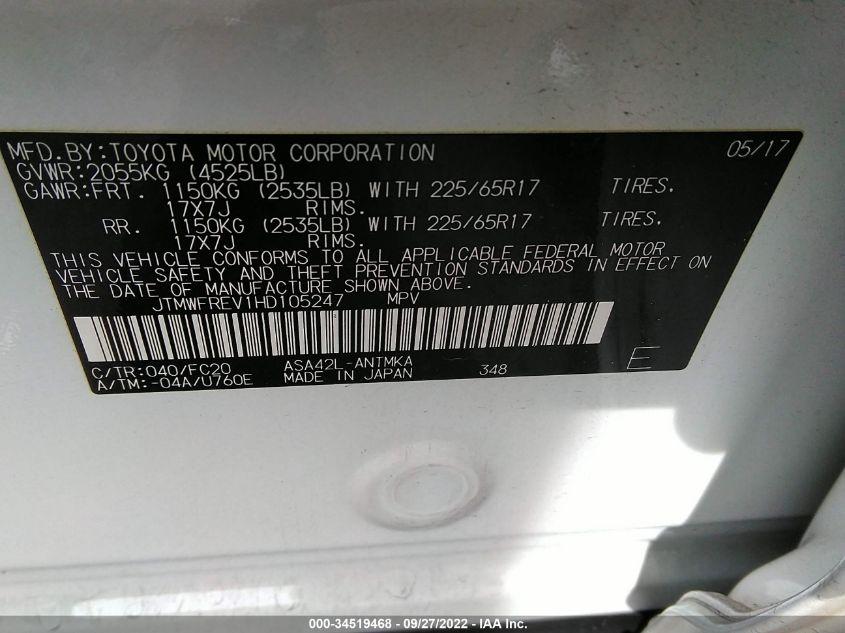 MFD.BY:TOYOTA MOTOR CORPORATION 05/17
GVWR:2055KG (4525LB)
GAWR:FRT. 1150KG (2535LB) WITH 225/65R17 TIRES.
17X7J RIMS.
RR. 1150KG (2535LB) WITH 225/65R17 TIRES.
17X7J RIMS.
THIS VEHICLE CONFORMS TO ALL APPLICABLE FEDERAL MOTOR
VEHICLE SAFETY AND THEFT PREVENTION STANDARDS IN EFFECT ON
THE DATE OF MANUFACTURE SHOWN ABOVE.
JTMWFREV1HD105247 MPV
C/TR:040/FC20 ASA42L-ANTMKA 348 E
A/TM:-04A/U760E MADE IN JAPAN
000-34519468 - 09/27/2022 - IAA Inc.